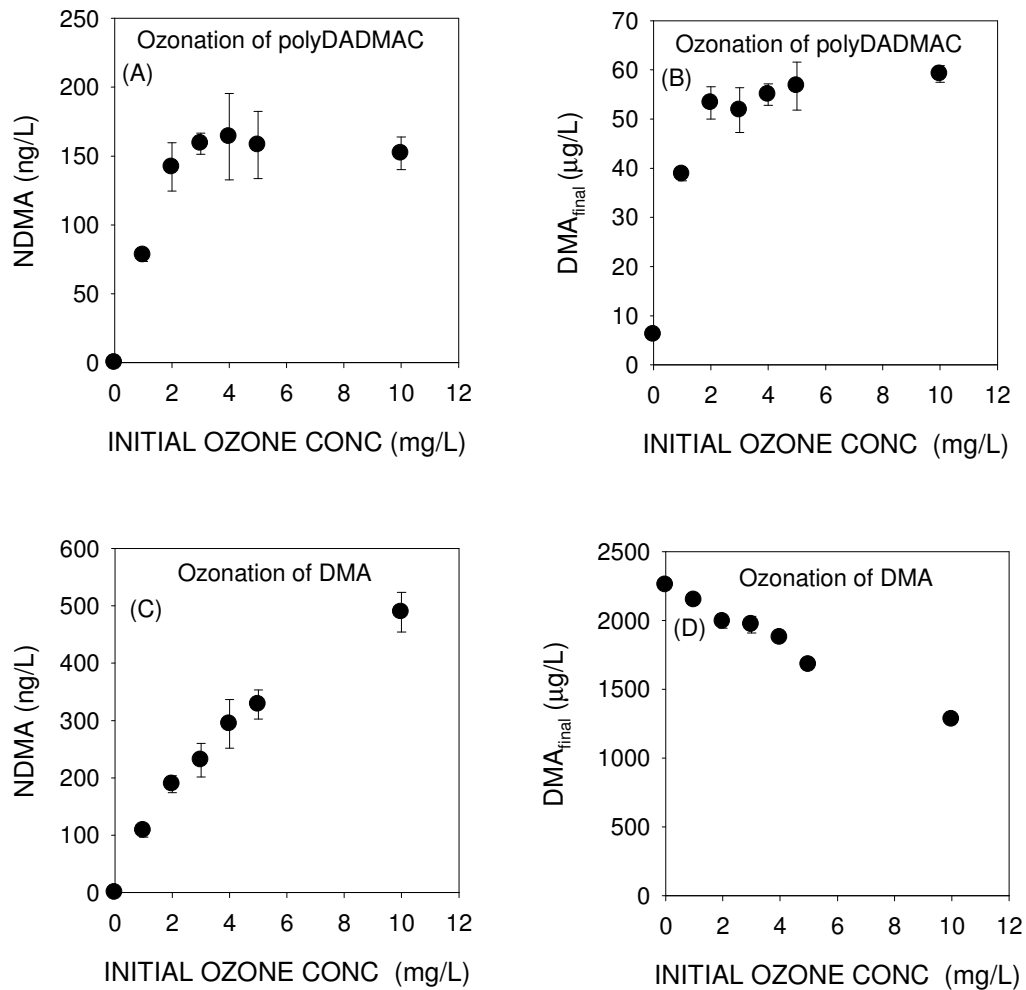 Ozonation of polyDADMAC
(A)
NDMA (ng/L)
250
200
150
100
50
0
0 2 4 6 8 10 12
INITIAL OZONE CONC (mg/L)
Ozonation of polyDADMAC
(B)
DMAfinal (μg/L)
70
60
50
40
30
20
10
0
0 2 4 6 8 10 12
INITIAL OZONE CONC (mg/L)
Ozonation of DMA
(C)
NDMA (ng/L)
600
500
400
300
200
100
0
0 2 4 6 8 10 12
INITIAL OZONE CONC (mg/L)
Ozonation of DMA
(D)
DMAfinal (μg/L)
2500
2000
1500
1000
500
0
0 2 4 6 8 10 12
INITIAL OZONE CONC (mg/L)